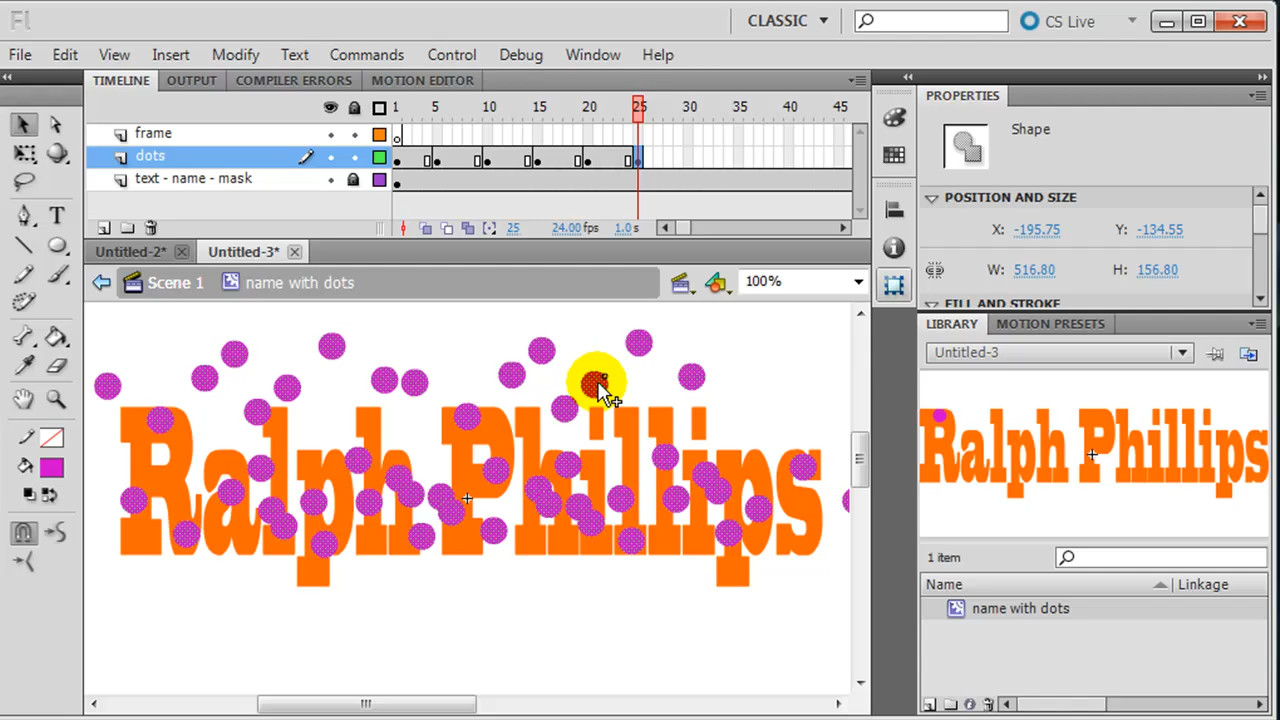 Fl CLASSIC CS Live
File Edit View Insert Modify Text Commands Control Debug Window Help
TIMELINE OUTPUT COMPILER ERRORS MOTION EDITOR
PROPERTIES
1 5 10 15 20 25 30 35 40 45
frame
Shape
dots
text - name - mask
POSITION AND SIZE
25 24.00fps 1.0s
X: -195.75 Y: -134.55
Untitled-2* Untitled-3*
W: 516.80 H: 156.80
Scene 1 name with dots 100%
FILL AND STROKE
LIBRARY MOTION PRESETS
Untitled-3
Ralph Phillips
Ralph Phillips
1 item
Name Linkage
name with dots